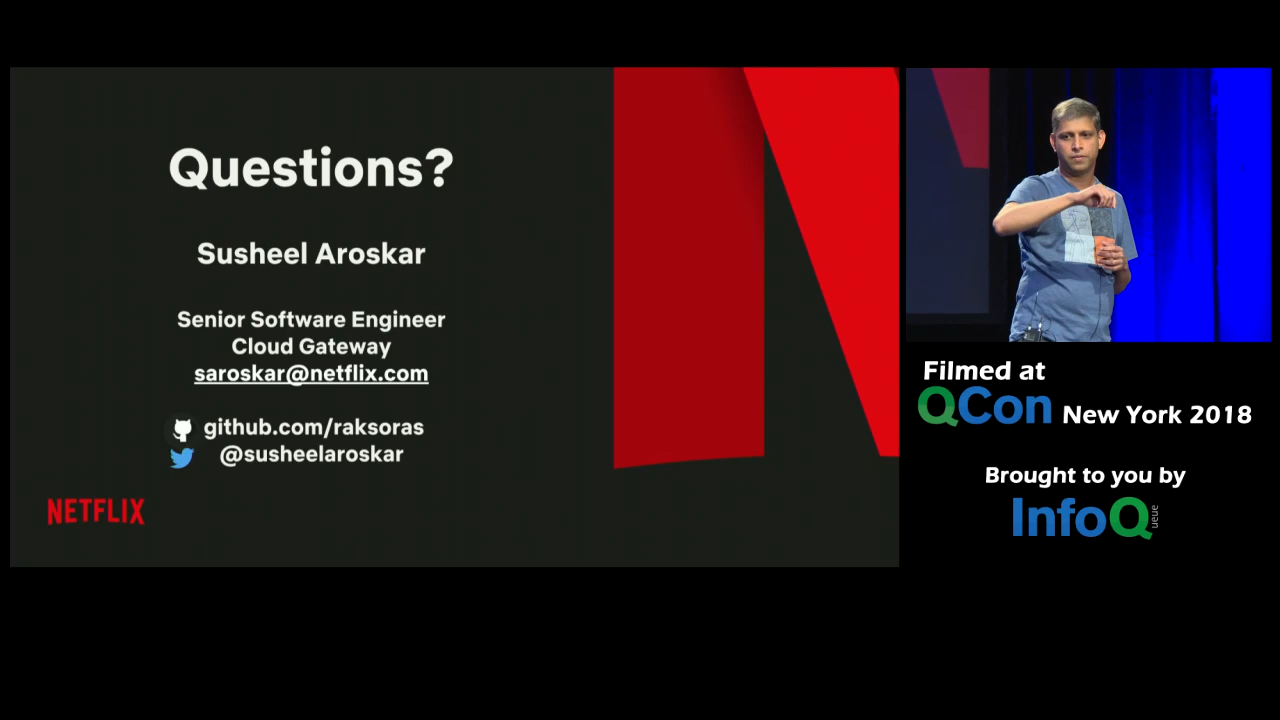 Questions?
Susheel Aroskar
Senior Software Engineer
Cloud Gateway
saroskar@netflix.com
github.com/raksoras
@susheelaroskar
NETFLIX
Filmed at
QCon New York 2018
Brought to you by
InfoQueue